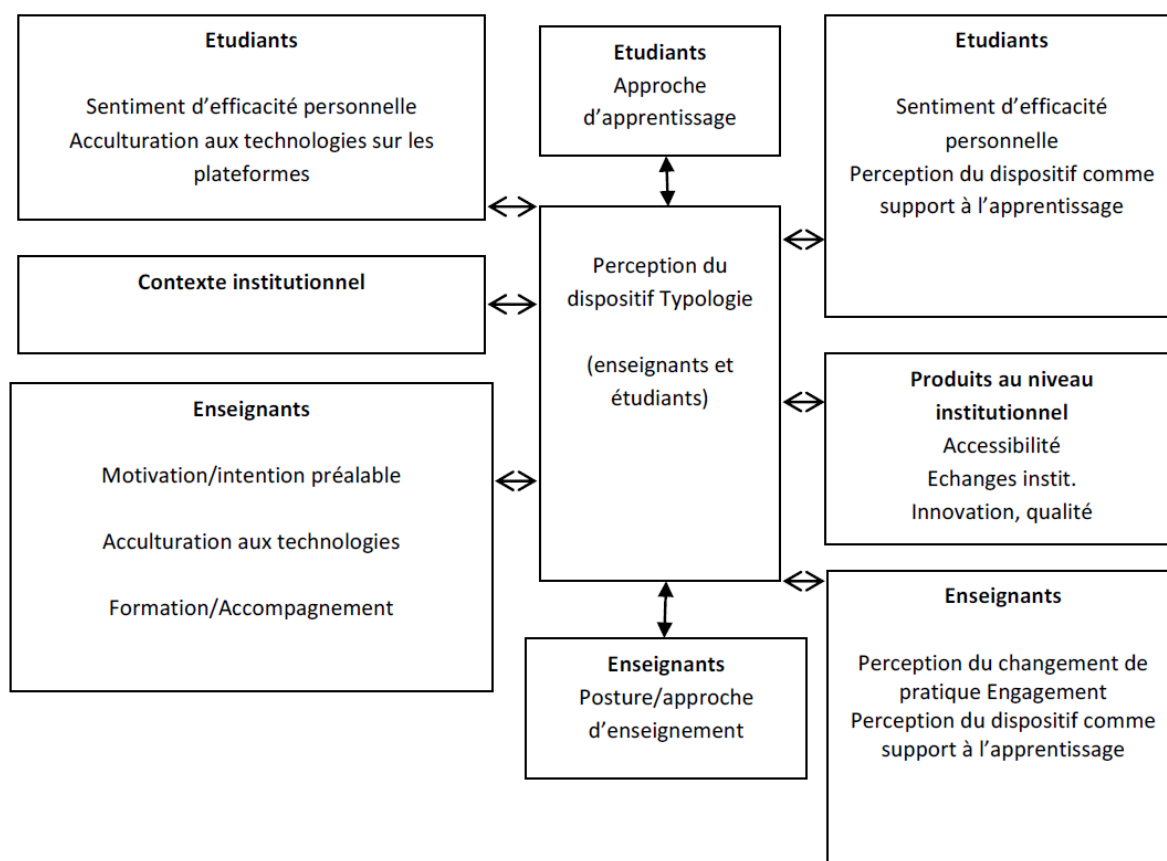 Etudiants
Sentiment d'efficacité personnelle
Acculturation aux technologies sur les
plateformes
Contexte institutionnel
Enseignants
Motivation/intention préalable
Acculturation aux technologies
Formation/Accompagnement
Etudiants
Approche
d'apprentissage
Perception du
dispositif Typologie
(enseignants et
étudiants)
Enseignants
Posture/approche
d'enseignement
Etudiants
Sentiment d'efficacité
personnelle
Perception du dispositif comme
support à l'apprentissage
Produits au niveau
institutionnel
Accessibilité
Echanges instit.
Innovation, qualité
Enseignants
Perception du changement de
pratique Engagement
Perception du dispositif comme
support à l'apprentissage